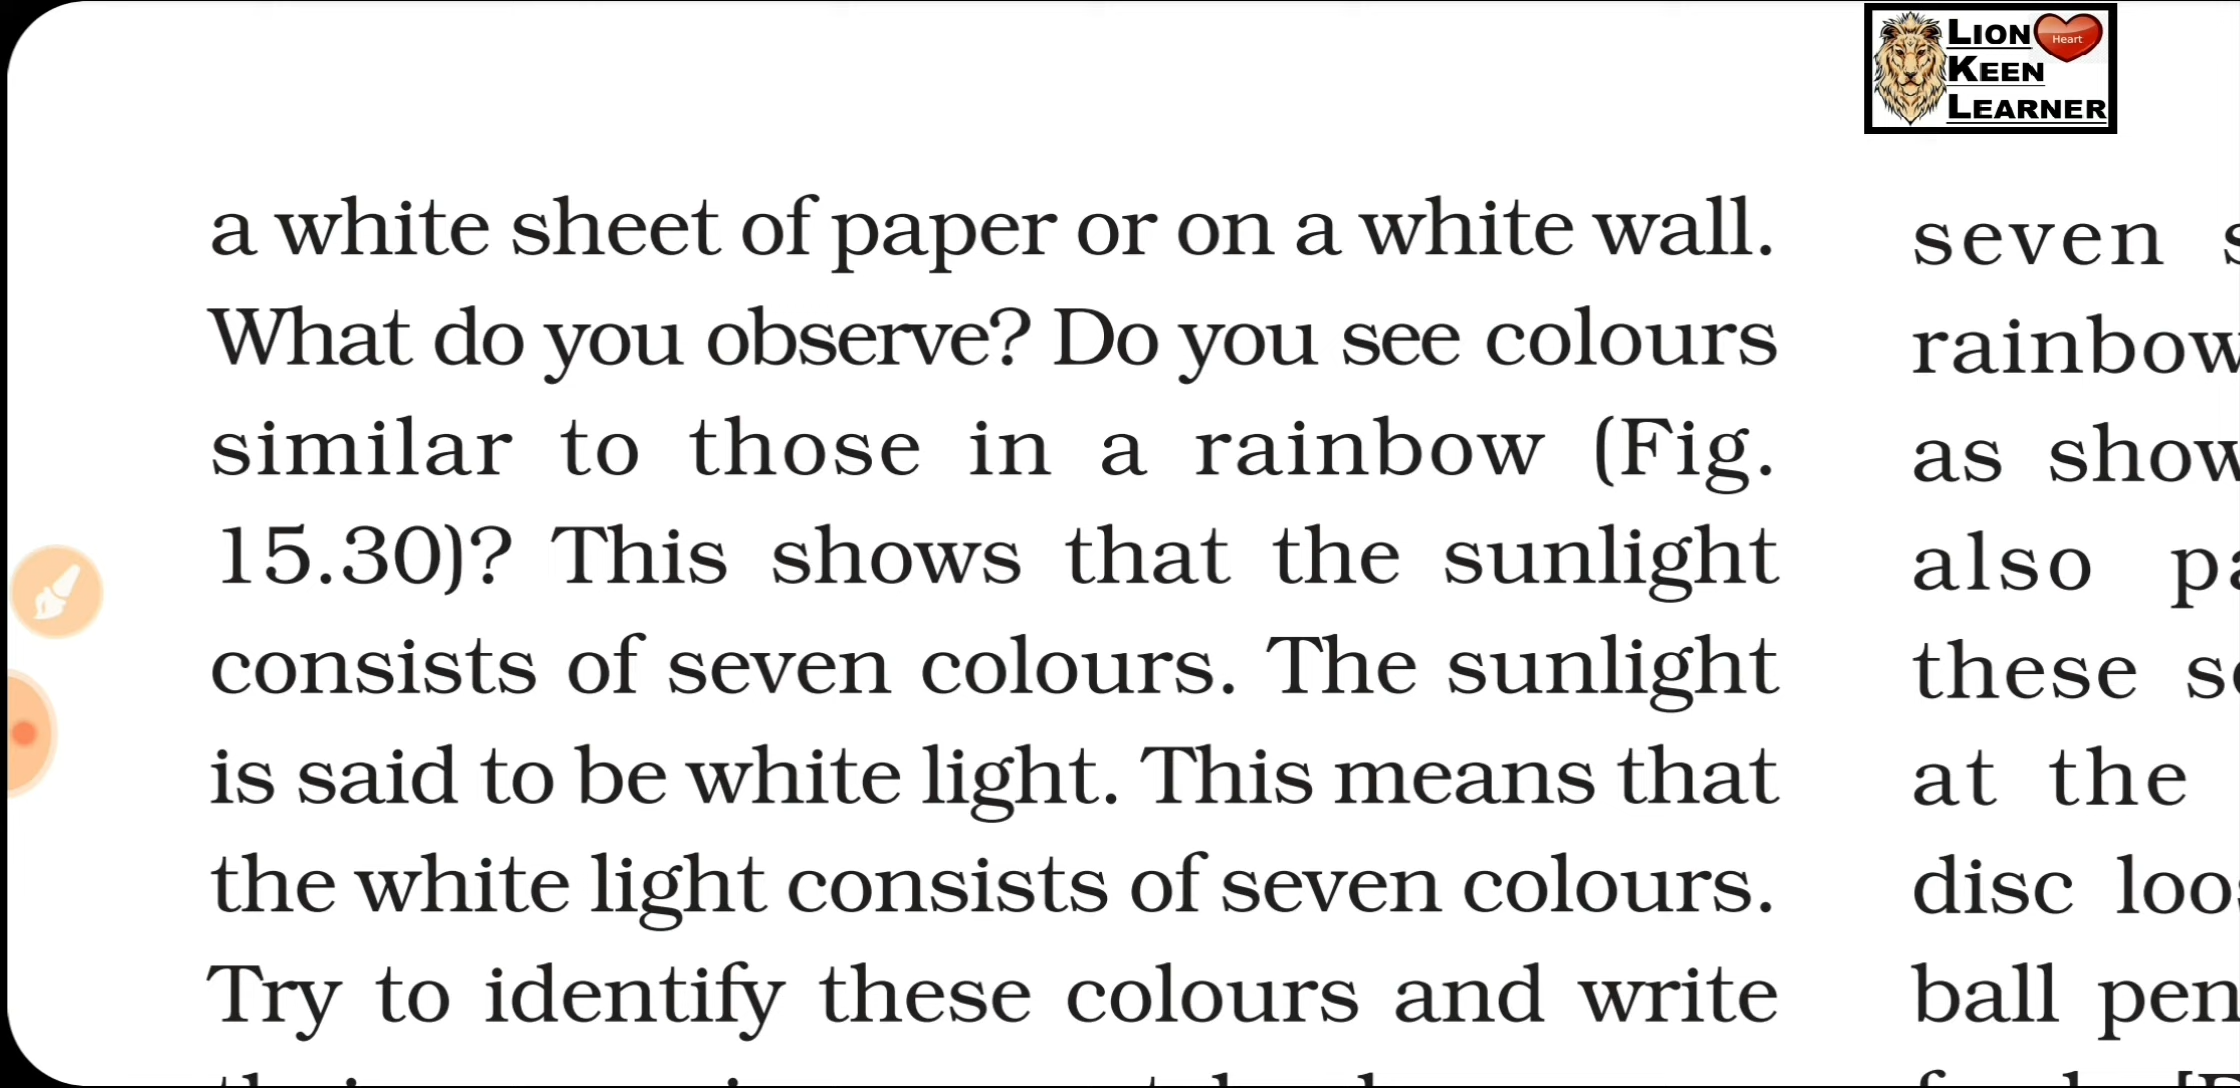 LION Heart
KEEN
LEARNER
a white sheet of paper or on a white wall.
What do you observe? Do you see colours
similar to those in a rainbow (Fig.
15.30)? This shows that the sunlight
consists of seven colours. The sunlight
is said to be white light. This means that
the white light consists of seven colours.
Try to identify these colours and write
seven
rainbow
as
also
these
at the
disc
ball pen